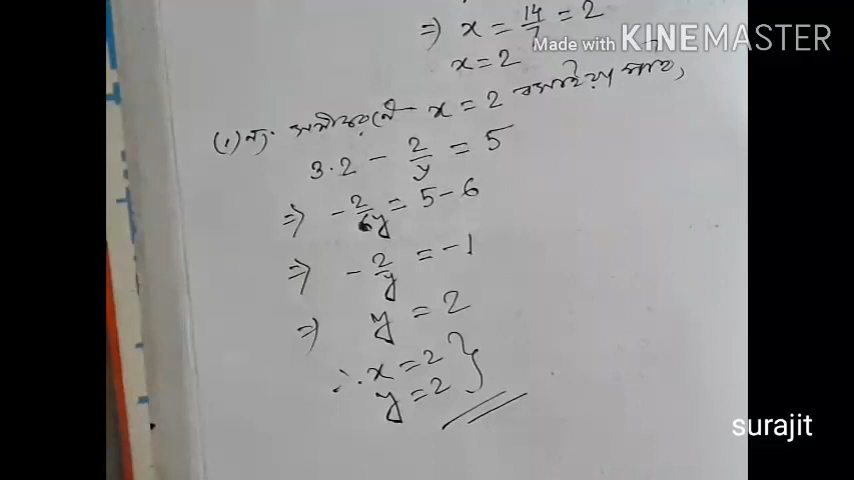 ⇒ x = 14/7 = 2
Made with KINEMASTER
x = 2
(1) নং সমীকরণে x = 2 বসাইয়া পাই,
3·2 - 2/y = 5
⇒ -2/y = 5 - 6
⇒ -2/y = -1
⇒ y = 2
∴ x = 2 }
y = 2
surajit